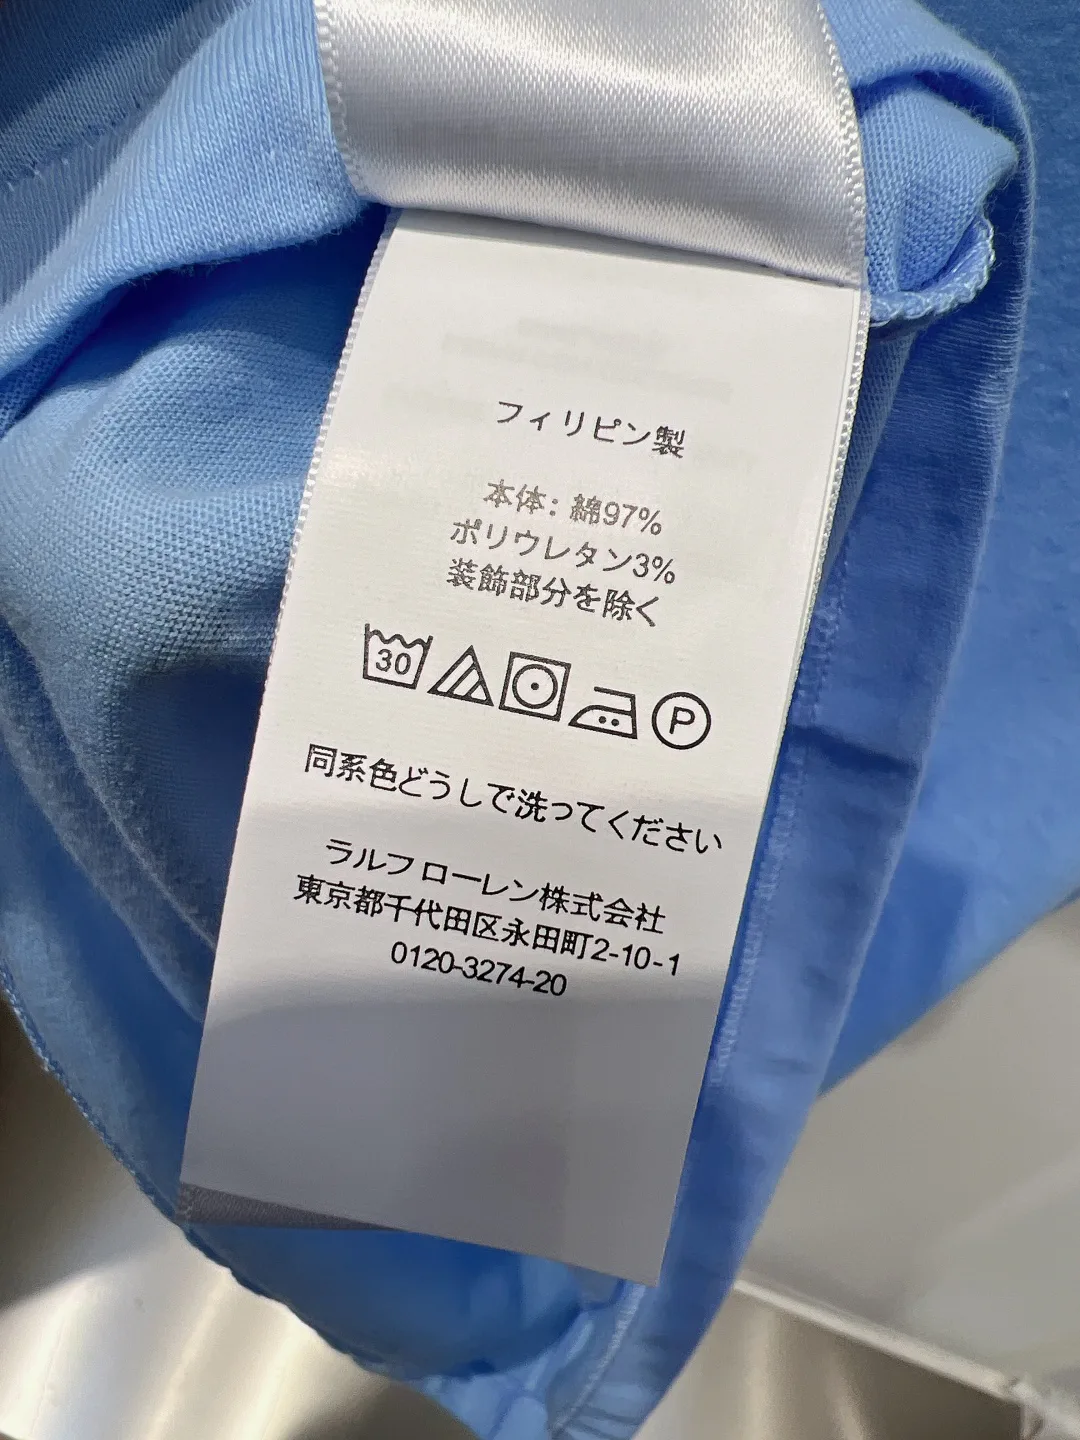 フィリピン製
本体: 綿97%
ポリウレタン3%
装飾部分を除く
30
P
同系色どうしで洗ってください
ラルフ ローレン株式会社
東京都千代田区永田町2-10-1
0120-3274-20